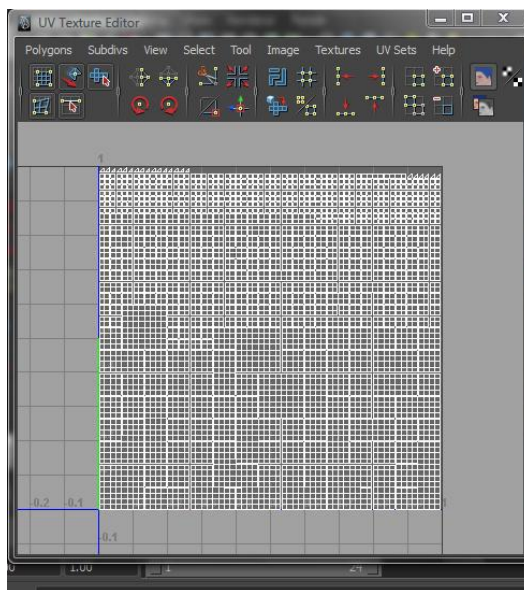 UV Texture Editor
Polygons Subdivs View Select Tool Image Textures UV Sets Help
1
-0.2 -0.1 1
-0.1
1.00 1 24